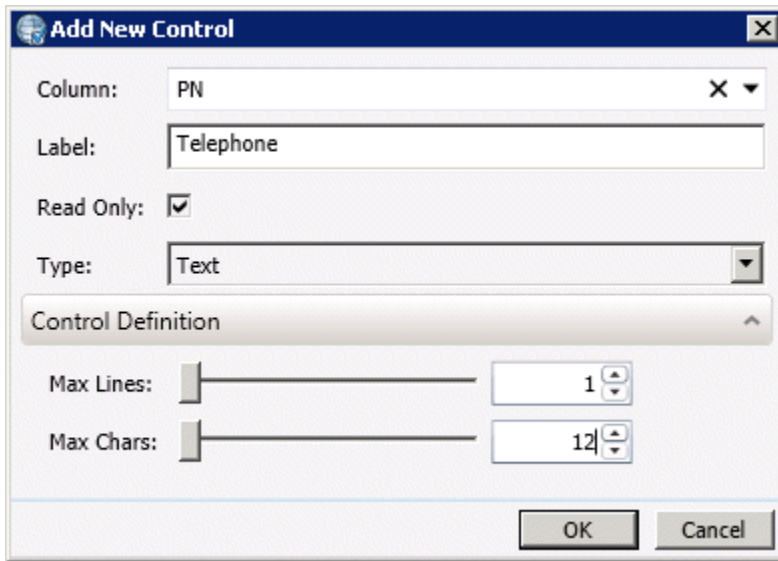 Add New Control
Column: PN
Label: Telephone
Read Only:
Type: Text
Control Definition
Max Lines: 1
Max Chars: 12
OK Cancel